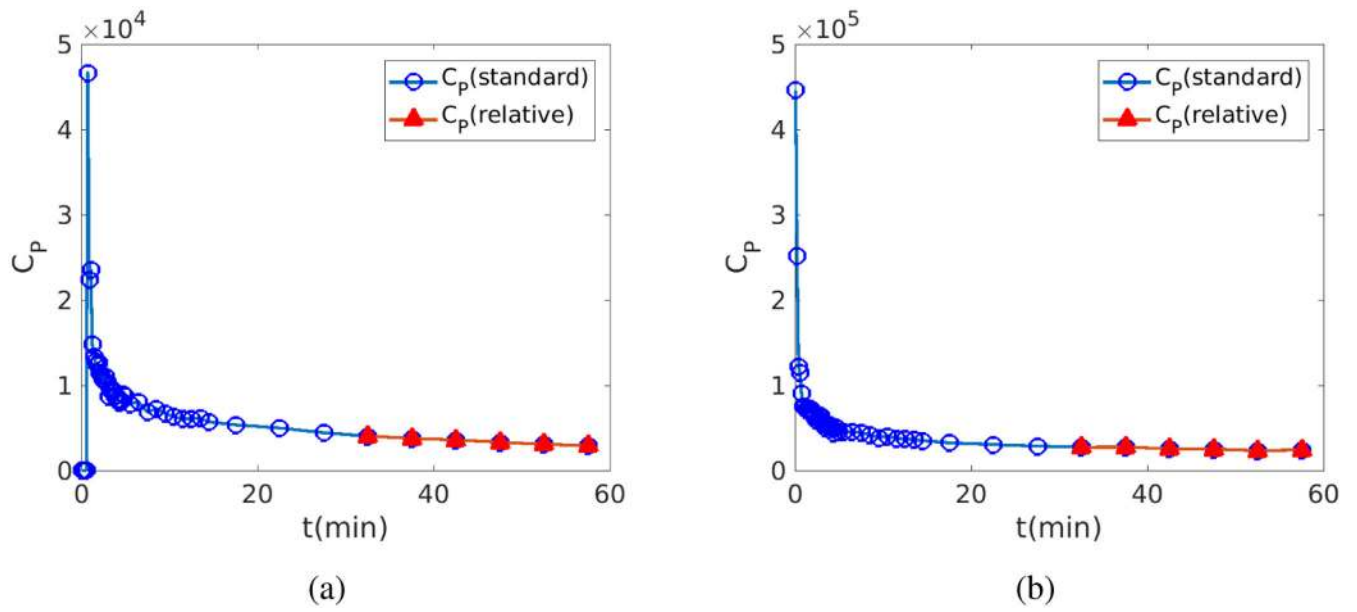 ×10⁴
5
4
3
2
1
0
C_P
0
20
40
60
t(min)
C_P(standard)
C_P(relative)
(a)
×10⁵
5
4
3
2
1
0
C_P
0
20
40
60
t(min)
C_P(standard)
C_P(relative)
(b)